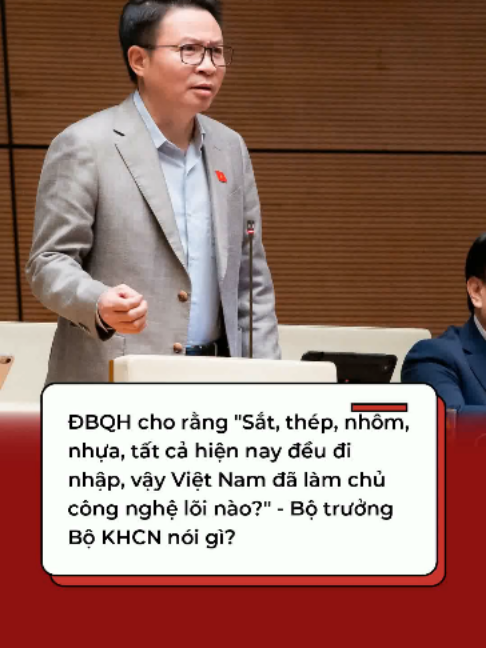 ĐBQH cho rằng "Sắt, thép, nhôm,
nhựa, tất cả hiện nay đều đi
nhập, vậy Việt Nam đã làm chủ
công nghệ lõi nào?" - Bộ trưởng
Bộ KHCN nói gì?